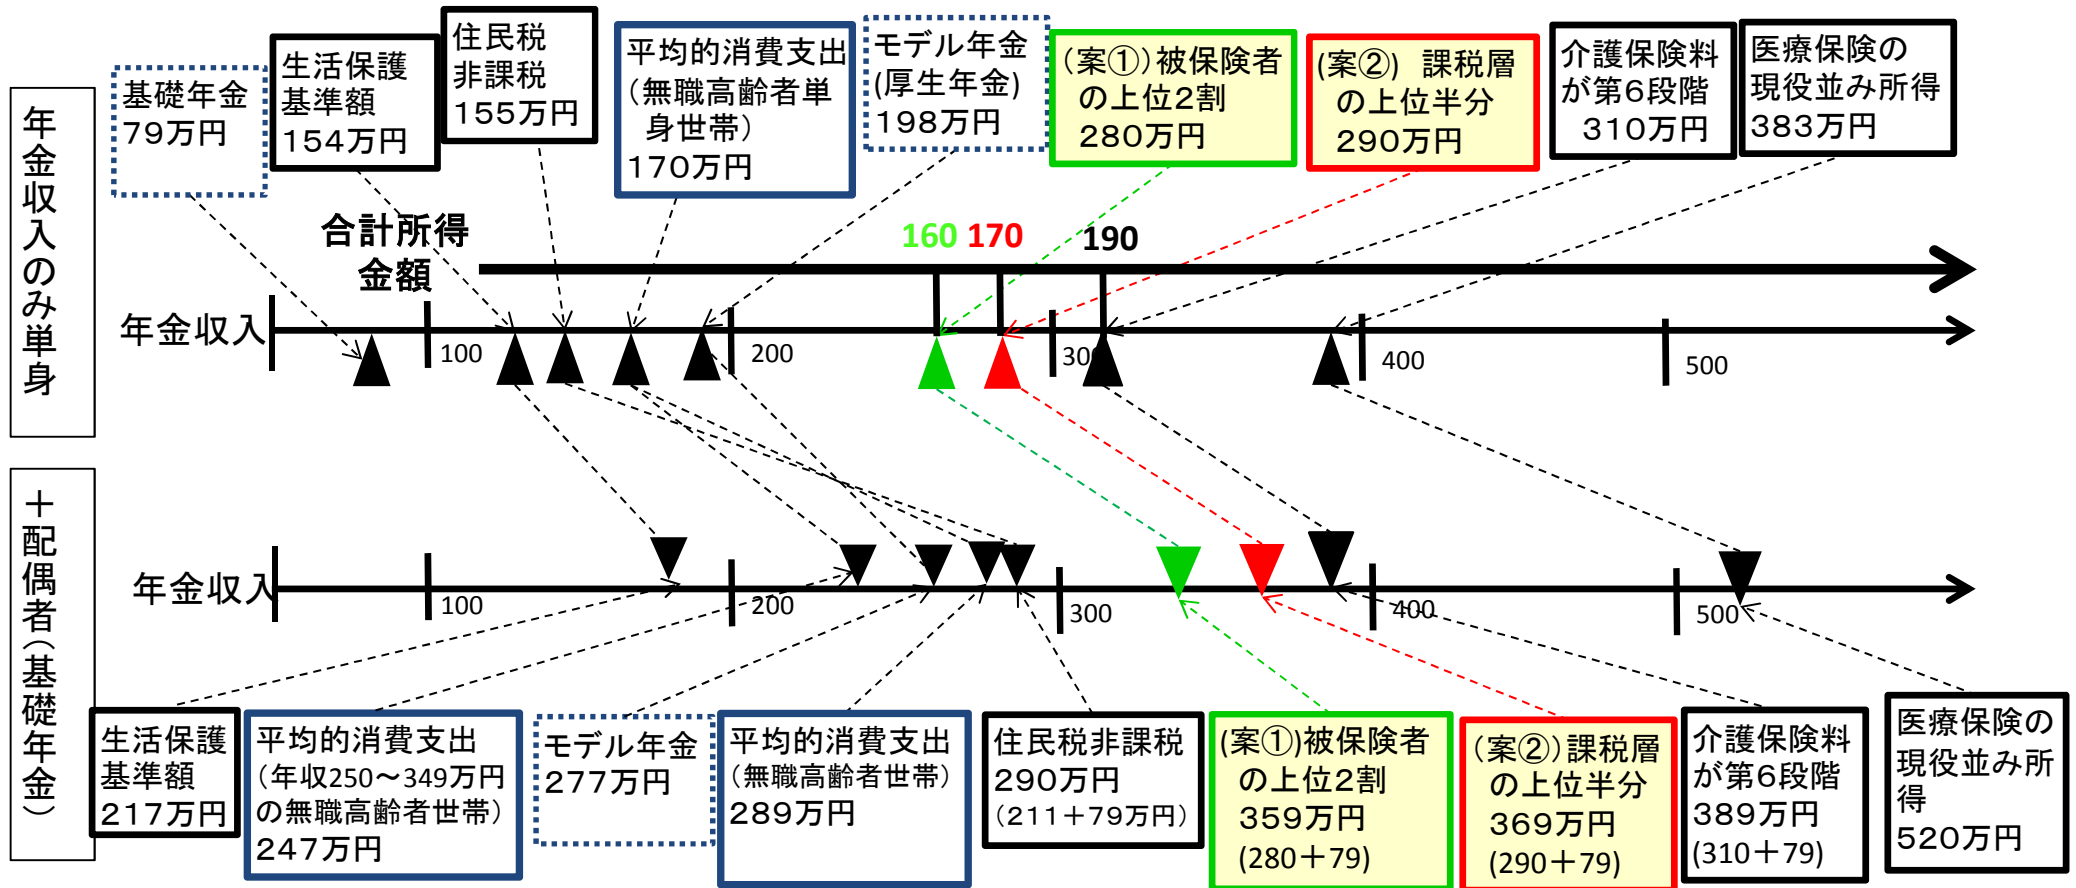 年金収入のみ単身
基礎年金
79万円
生活保護
基準額
154万円
住民税
非課税
155万円
平均的消費支出
（無職高齢者単
身世帯）
170万円
モデル年金
(厚生年金)
198万円
（案①）被保険者
の上位2割
280万円
(案②)　課税層
の上位半分
290万円
介護保険料
が第6段階
310万円
医療保険の
現役並み所得
383万円
合計所得
金額
160
170
190
年金収入
100
200
300
400
500
＋配偶者（基礎年金）
年金収入
100
200
300
400
500
生活保護
基準額
217万円
平均的消費支出
（年収250～349万円
の無職高齢者世帯）
247万円
モデル年金
277万円
平均的消費支出
（無職高齢者世帯）
289万円
住民税非課税
290万円
（211＋79万円）
(案①)被保険者
の上位2割
359万円
(280＋79)
（案②）課税層
の上位半分
369万円
(290＋79)
介護保険料
が第6段階
389万円
(310＋79)
医療保険の
現役並み所
得
520万円